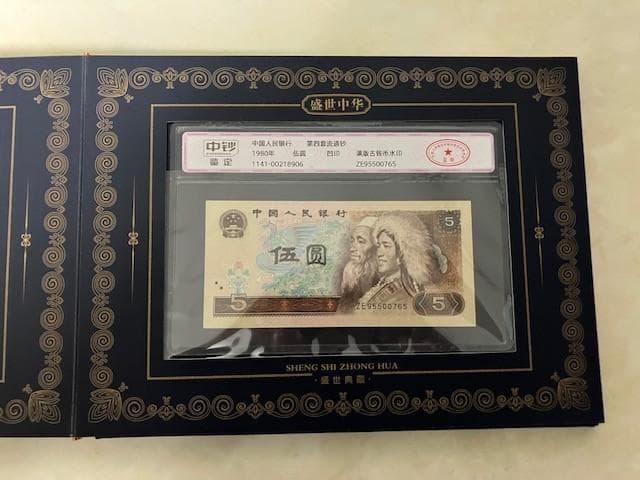 盛世中华
中钞
鉴定
中国人民银行 第四套流通钞
1980年 伍圆 凹印 满版古钱币水印
1141-00218906 ZE95500765
中国人民银行
伍圆
5
5
5
ZE95500765
SHENG SHI ZHONG HUA
·盛世典藏·